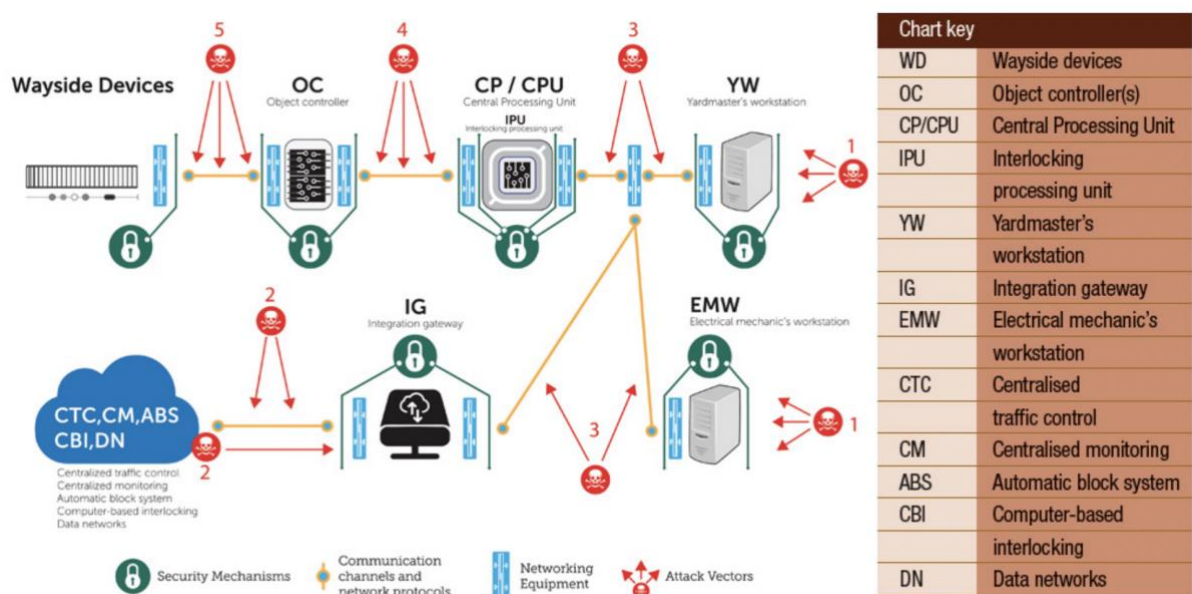 5
4
3
Wayside Devices
OC
Object controller
CP / CPU
Central Processing Unit
IPU
Interlocking processing unit
YW
Yardmaster's workstation
1
2
IG
Integration gateway
EMW
Electrical mechanic's workstation
CTC,CM,ABS
CBI,DN
2
3
1
Centralized traffic control
Centralized monitoring
Automatic block system
Computer-based interlocking
Data networks
Security Mechanisms
Communication
channels and
network protocols
Networking
Equipment
Attack Vectors
Chart key
WD Wayside devices
OC Object controller(s)
CP/CPU Central Processing Unit
IPU Interlocking
processing unit
YW Yardmaster's
workstation
IG Integration gateway
EMW Electrical mechanic's
workstation
CTC Centralised
traffic control
CM Centralised monitoring
ABS Automatic block system
CBI Computer-based
interlocking
DN Data networks